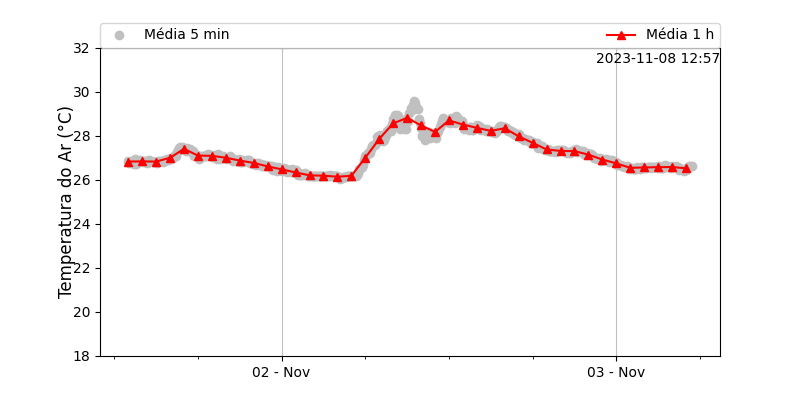 Média 5 min
Média 1 h
2023-11-08 12:57
Temperatura do Ar (°C)
32
30
28
26
24
22
20
18
02 - Nov
03 - Nov